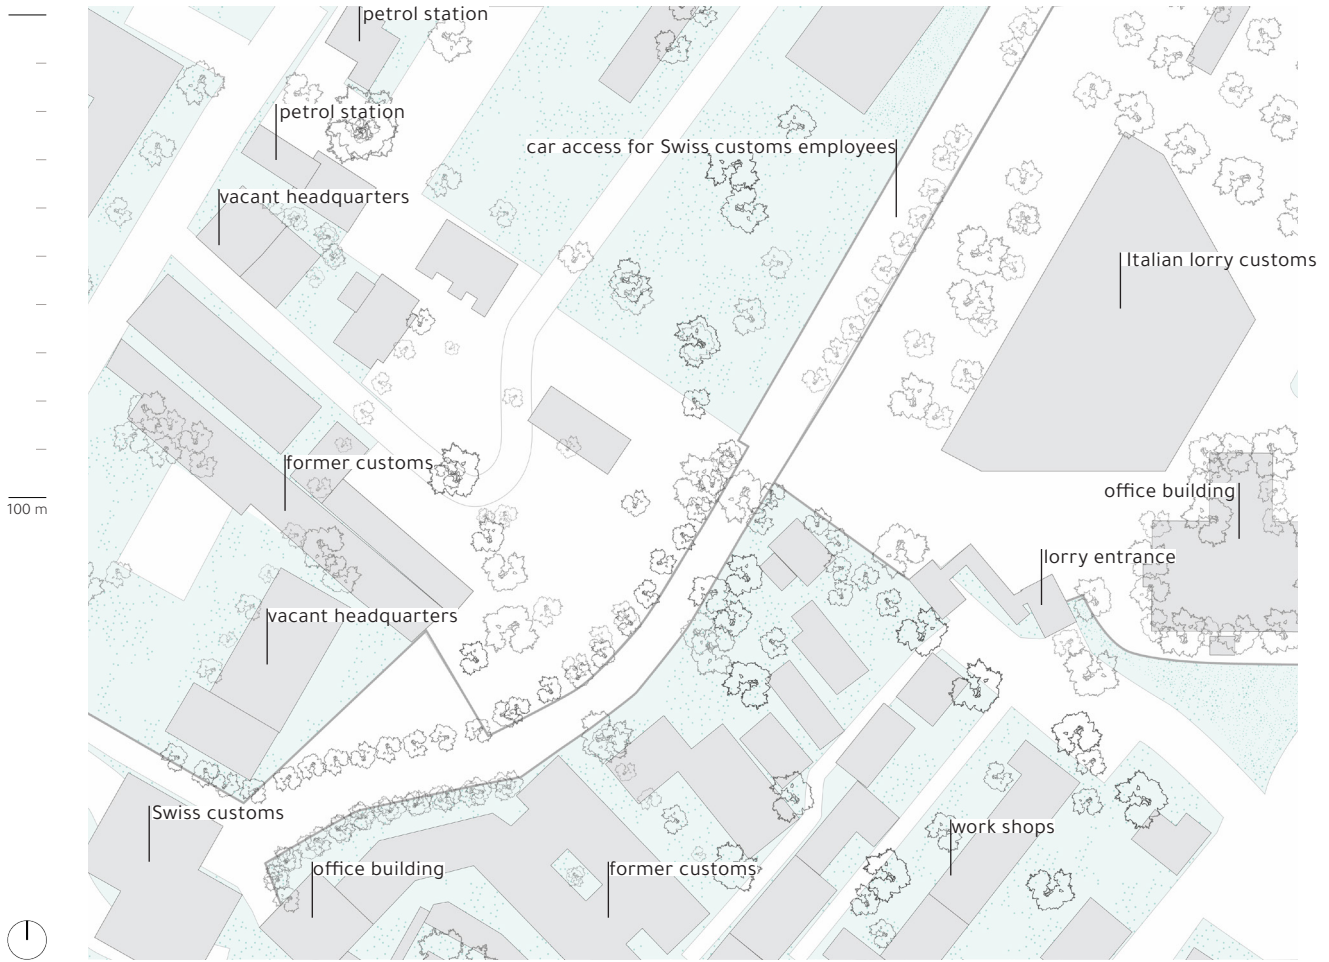 petrol station
petrol station
car access for Swiss customs employees
vacant headquarters
Italian lorry customs
former customs
office building
100 m
lorry entrance
vacant headquarters
Swiss customs
work shops
office building
former customs